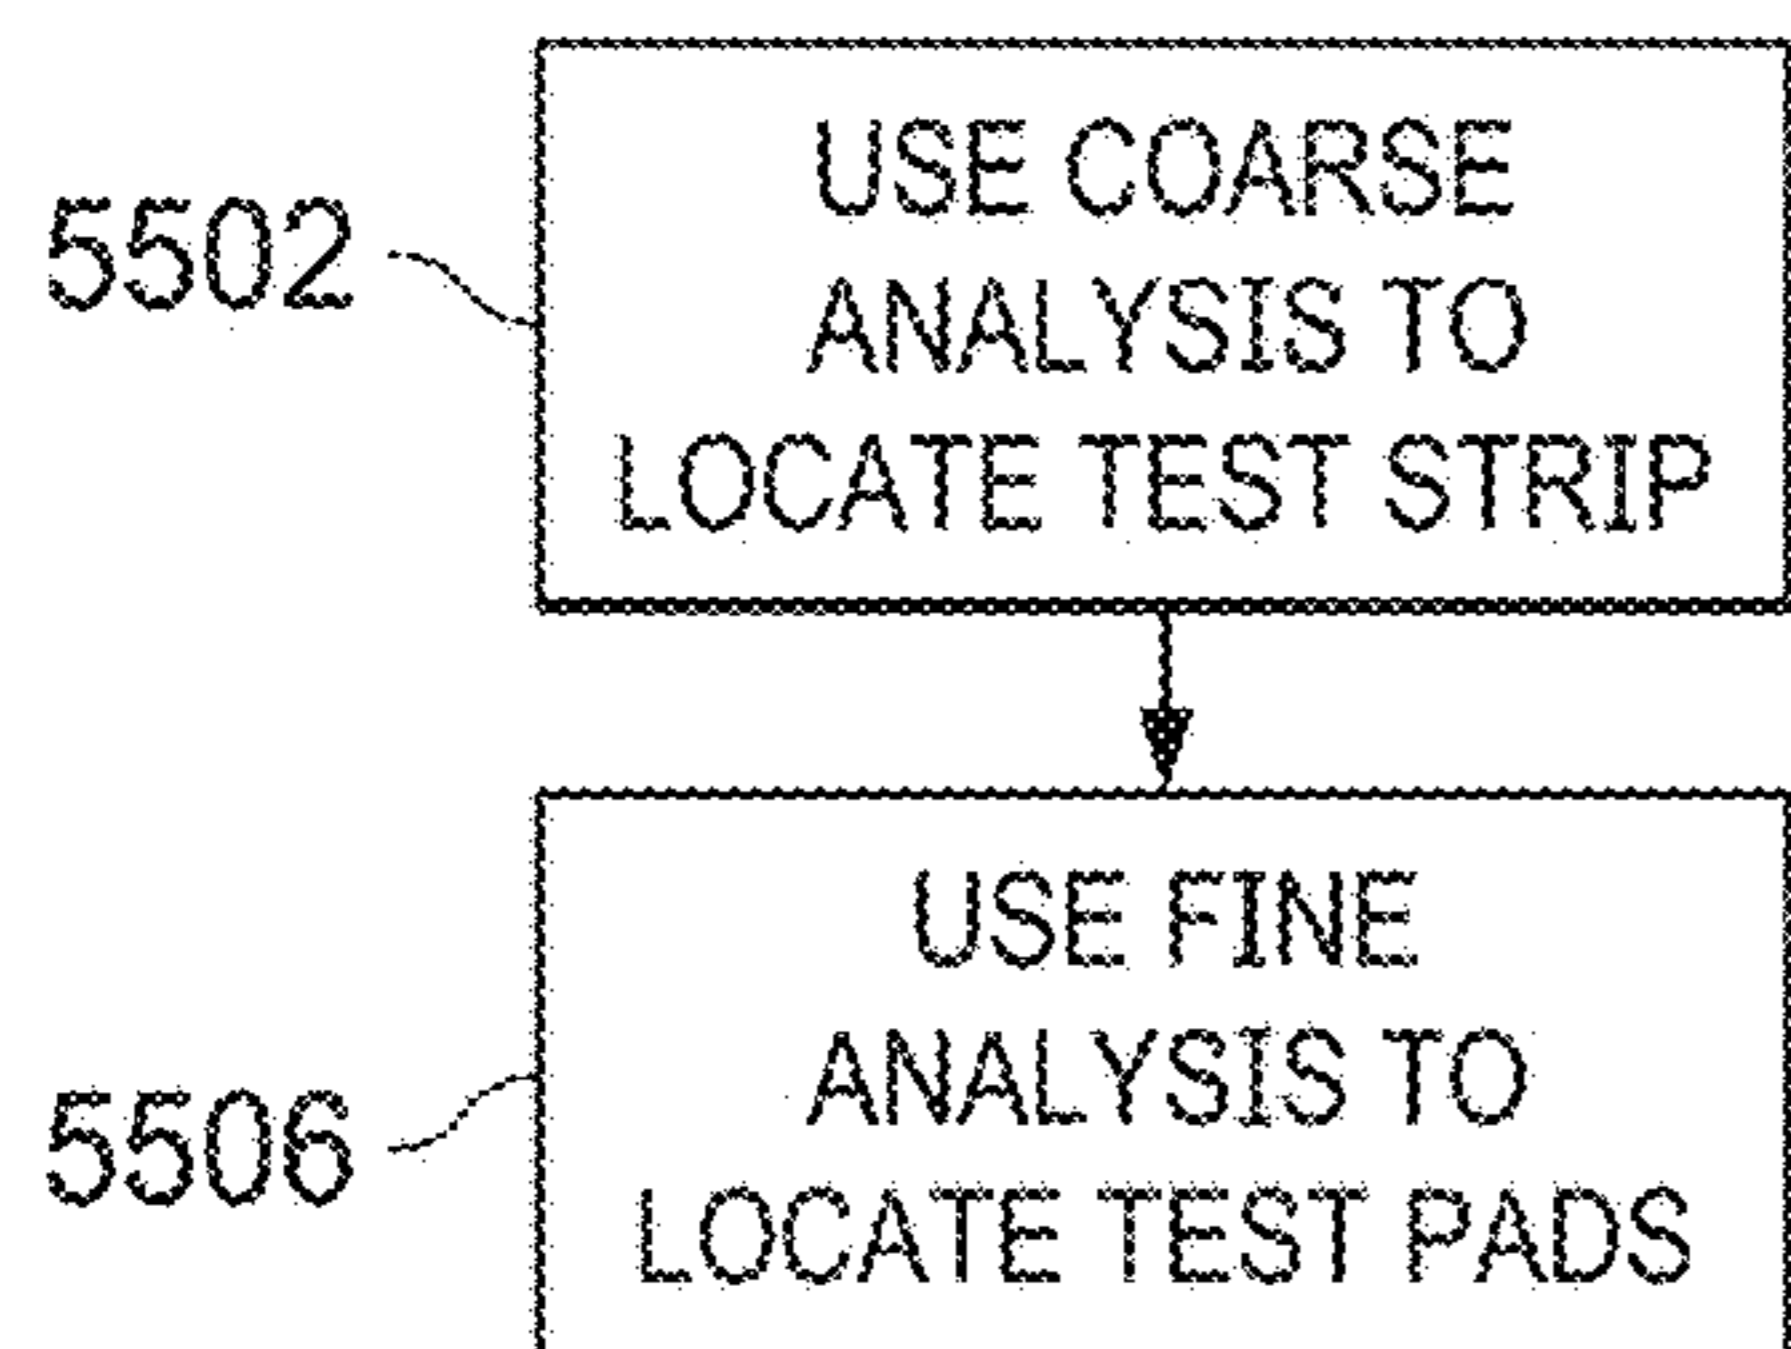 5502
USE COARSE
ANALYSIS TO
LOCATE TEST STRIP
5506
USE FINE
ANALYSIS TO
LOCATE TEST PADS